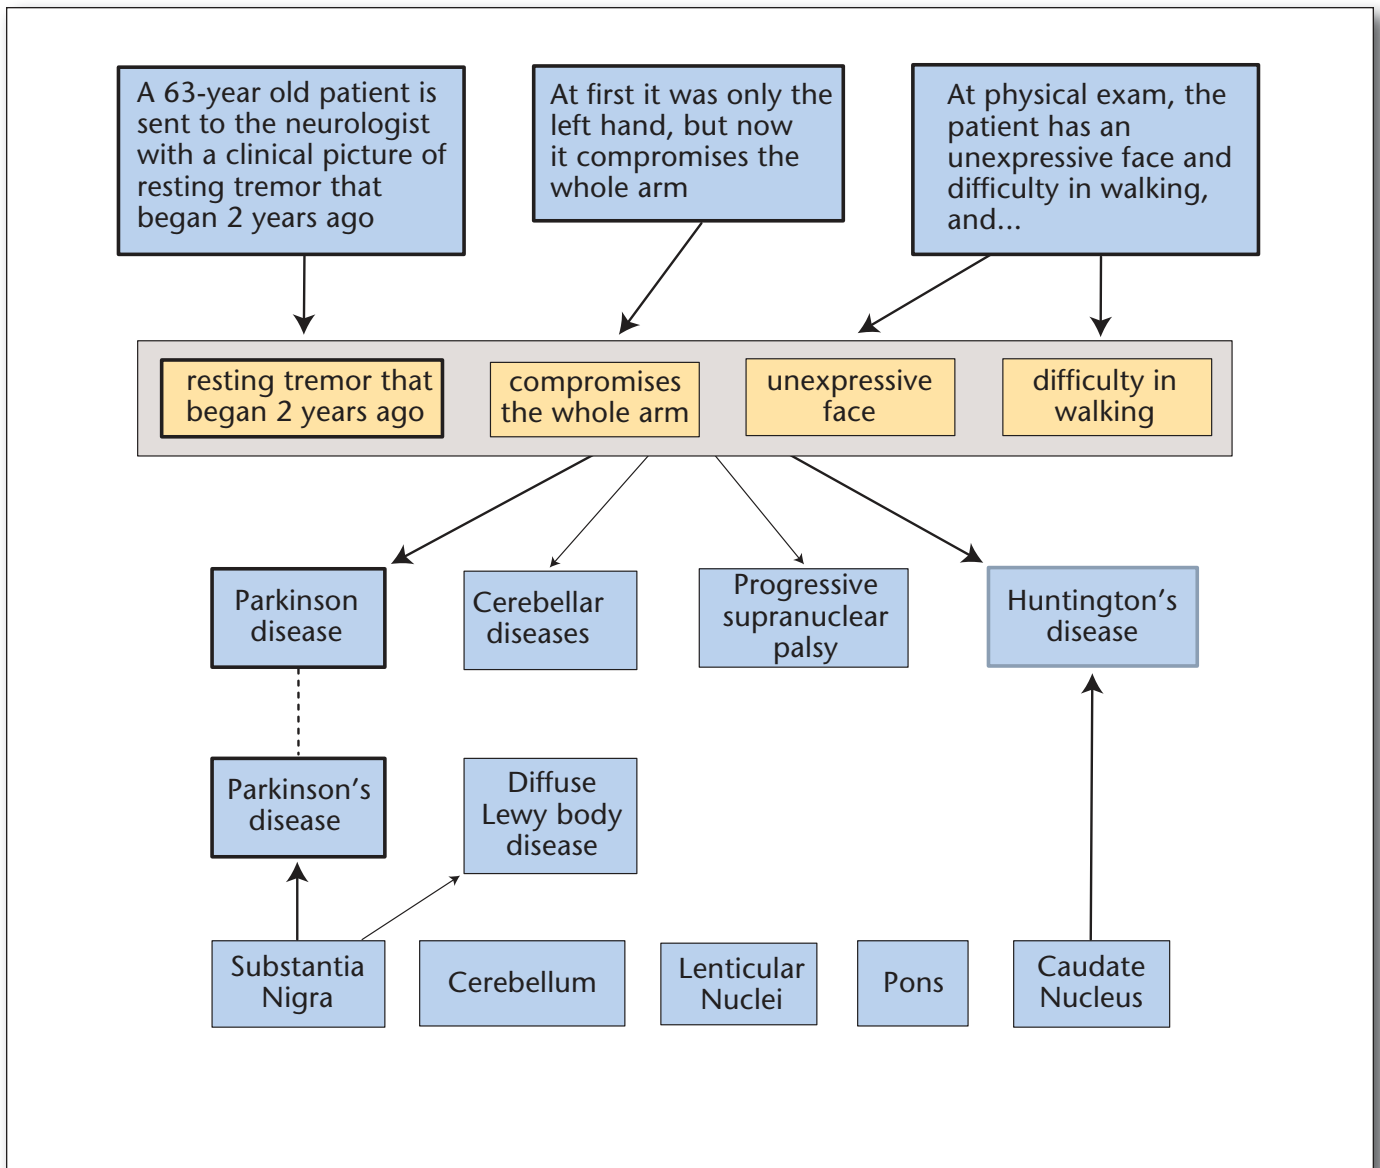 A 63-year old patient is
sent to the neurologist
with a clinical picture of
resting tremor that
began 2 years ago
At first it was only the
left hand, but now
it compromises the
whole arm
At physical exam, the
patient has an
unexpressive face and
difficulty in walking,
and...
resting tremor that
began 2 years ago
compromises
the whole arm
unexpressive
face
difficulty in
walking
Parkinson
disease
Cerebellar
diseases
Progressive
supranuclear
palsy
Huntington’s
disease
Parkinson’s
disease
Diffuse
Lewy body
disease
Substantia
Nigra
Cerebellum
Lenticular
Nuclei
Pons
Caudate
Nucleus